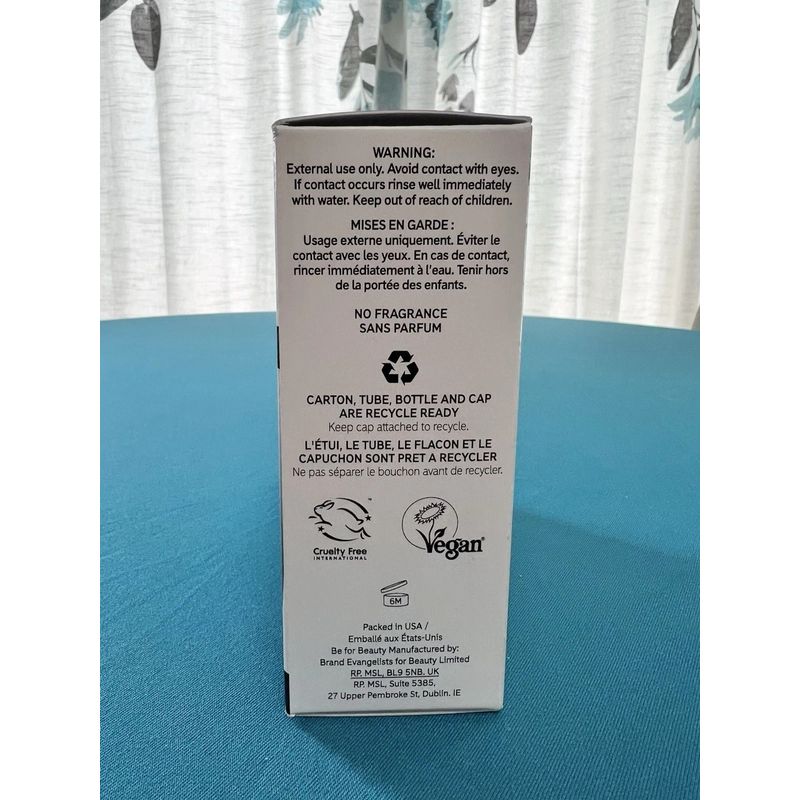 WARNING:
External use only. Avoid contact with eyes.
If contact occurs rinse well immediately
with water. Keep out of reach of children.
MISES EN GARDE :
Usage externe uniquement. Éviter le
contact avec les yeux. En cas de contact,
rincer immédiatement à l'eau. Tenir hors
de la portée des enfants.
NO FRAGRANCE
SANS PARFUM
CARTON, TUBE, BOTTLE AND CAP
ARE RECYCLE READY
Keep cap attached to recycle.
L'ÉTUI, LE TUBE, LE FLACON ET LE
CAPUCHON SONT PRET A RECYCLER
Ne pas séparer le bouchon avant de recycler.
Cruelty Free
INTERNATIONAL
™
Vegan®
6M
Packed in USA /
Emballé aux États-Unis
Be for Beauty Manufactured by:
Brand Evangelists for Beauty Limited
RP. MSL, BL9 5NB. UK
RP. MSL, Suite 5385,
27 Upper Pembroke St, Dublin. IE